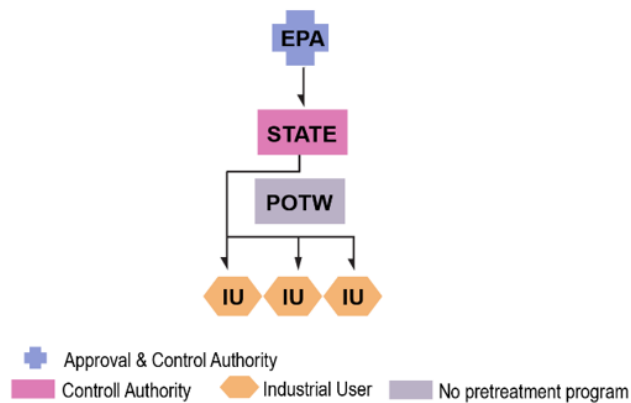 EPA
STATE
POTW
IU IU IU
Approval & Control Authority
Controll Authority Industrial User No pretreatment program